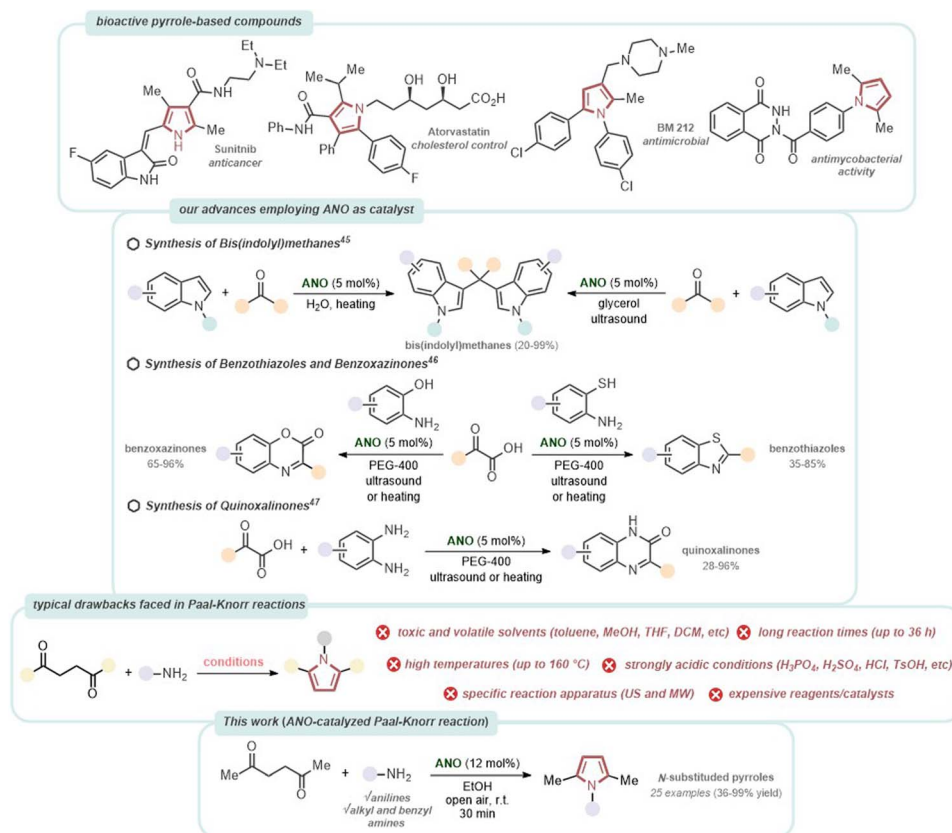 bioactive pyrrole-based compounds
Et
N
Et
O
NH
Me
Me
N
H
F
O
NH
Sunitnib
anticancer
Me
Me
OH
OH
O
N
CO2H
Ph
NH
Ph
F
Atorvastatin
cholesterol control
N
N
Me
Me
N
Cl
Cl
BM 212
antimicrobial
O
NH
N
O
O
Me
N
Me
antimycobacterial
activity
our advances employing ANO as catalyst
Synthesis of Bis(indolyl)methanes45
N
+
O
ANO (5 mol%)
H2O, heating
N
N
bis(indolyl)methanes (20-99%)
ANO (5 mol%)
glycerol
ultrasound
O
+
N
Synthesis of Benzothiazoles and Benzoxazinones46
OH
NH2
SH
NH2
benzoxazinones
65-96%
O
O
N
ANO (5 mol%)
PEG-400
ultrasound
or heating
O
OH
O
ANO (5 mol%)
PEG-400
ultrasound
or heating
S
N
benzothiazoles
35-85%
Synthesis of Quinoxalinones47
O
OH
O
+
NH2
NH2
ANO (5 mol%)
PEG-400
ultrasound or heating
H
N
O
N
quinoxalinones
28-96%
typical drawbacks faced in Paal-Knorr reactions
O
O
+
NH2
conditions
N
toxic and volatile solvents (toluene, MeOH, THF, DCM, etc)
long reaction times (up to 36 h)
high temperatures (up to 160 °C)
strongly acidic conditions (H3PO4, H2SO4, HCl, TsOH, etc)
specific reaction apparatus (US and MW)
expensive reagents/catalysts
This work (ANO-catalyzed Paal-Knorr reaction)
O
Me
Me
O
+
NH2
√anilines
√alkyl and benzyl
amines
ANO (12 mol%)
EtOH
open air, r.t.
30 min
Me
N
Me
N-substituded pyrroles
25 examples (36-99% yield)